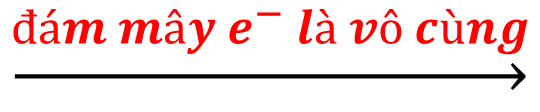 đám mây e⁻ là vô cùng